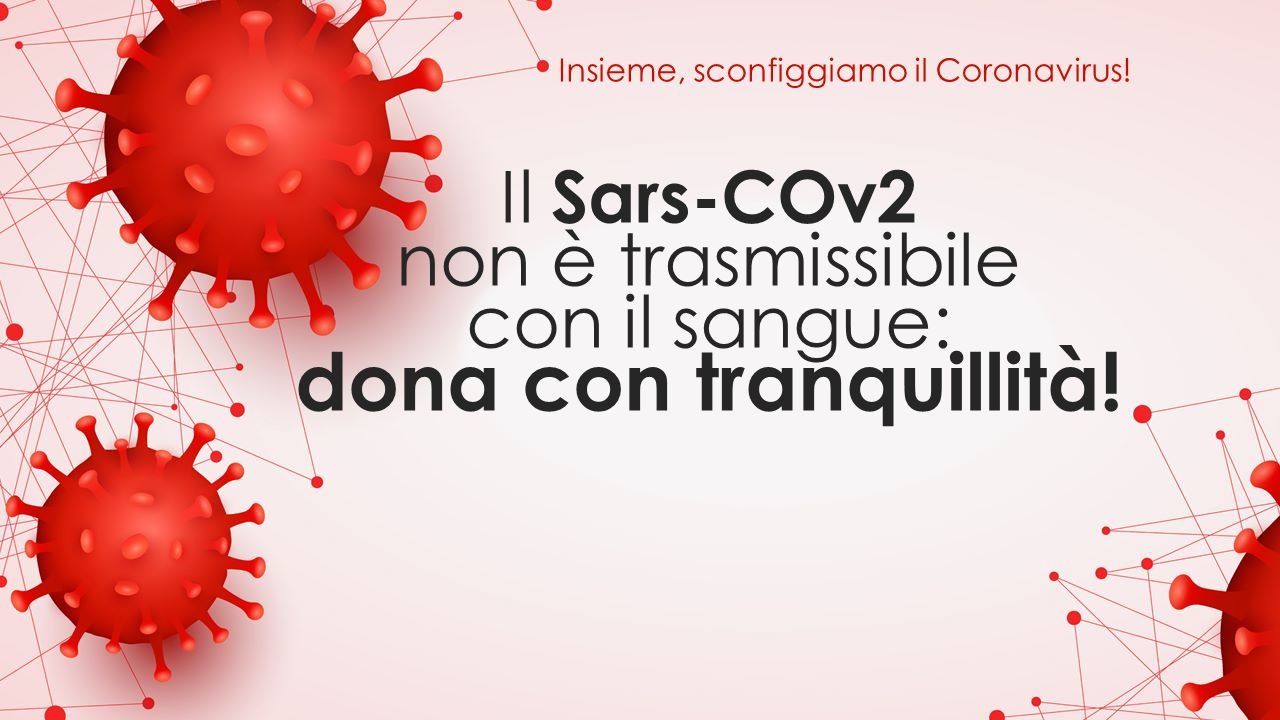 Insieme, sconfiggiamo il Coronavirus!
Il Sars-COv2
non è trasmissibile
con il sangue:
dona con tranquillità!